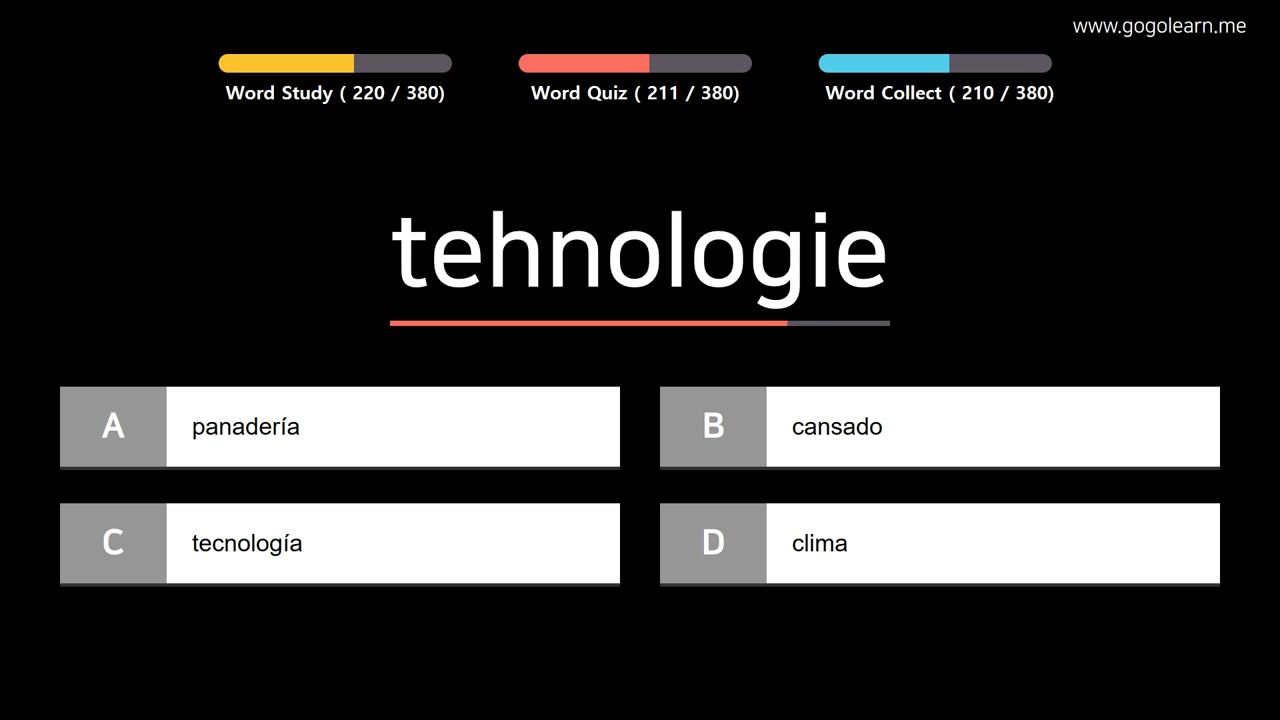 www.gogolearn.me
Word Study ( 220 / 380)
Word Quiz ( 211 / 380)
Word Collect ( 210 / 380)
tehnologie
A panadería
B cansado
C tecnología
D clima